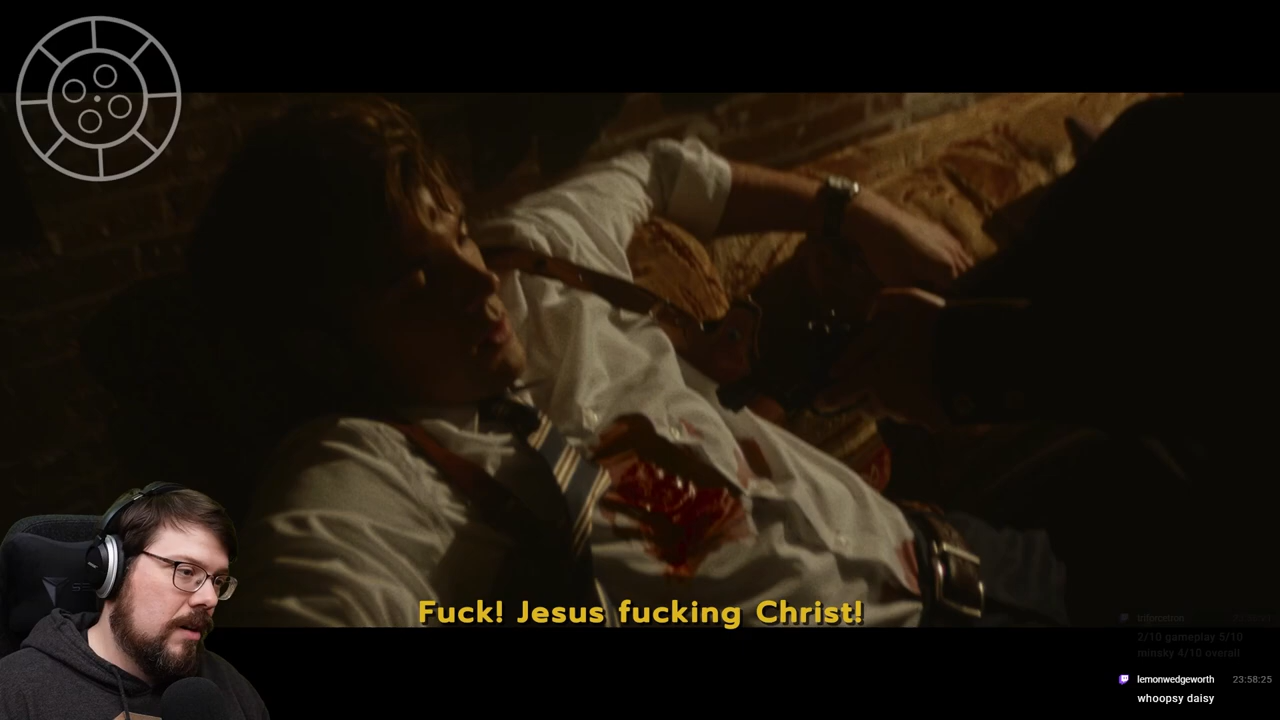 Fuck! Jesus fucking Christ!
triforcetron
2/10 gameplay 5/10
minsky 4/10 overall
lemonwedgeworth 23:58:25
whoopsy daisy